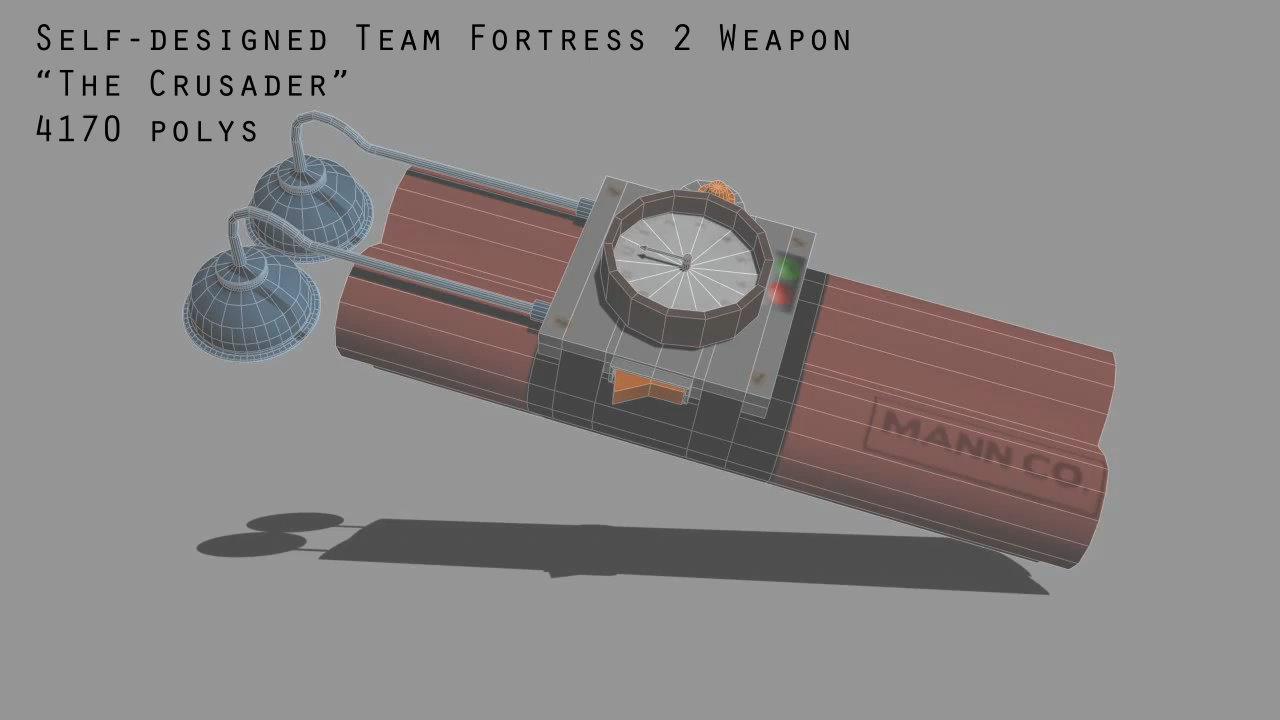 Self-designed Team Fortress 2 Weapon
“The Crusader”
4170 polys
MANN CO.